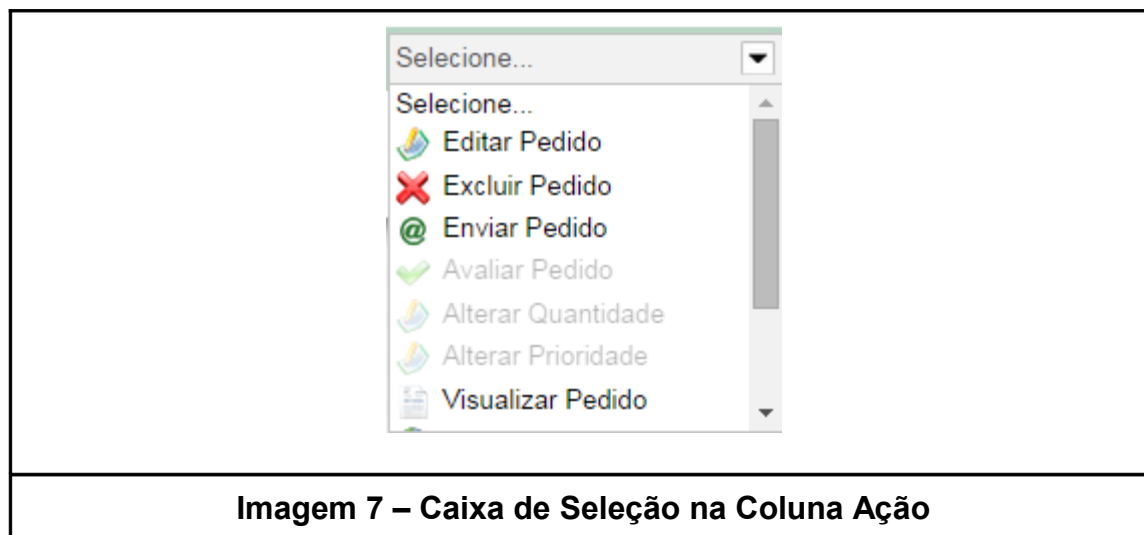 Selecione...
Selecione...
Editar Pedido
Excluir Pedido
@ Enviar Pedido
Avaliar Pedido
Alterar Quantidade
Alterar Prioridade
Visualizar Pedido
Imagem 7 – Caixa de Seleção na Coluna Ação